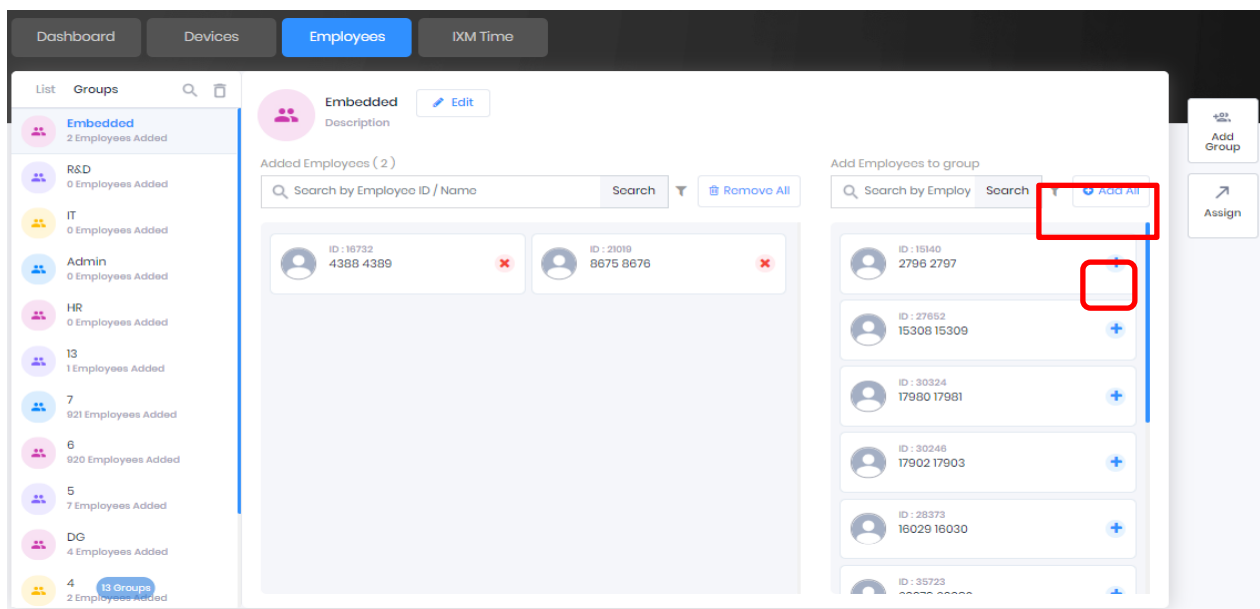 Dashboard
Devices
Employees
IXM Time
List Groups
Embedded
2 Employees Added
R&D
0 Employees Added
IT
0 Employees Added
Admin
0 Employees Added
HR
0 Employees Added
13
1 Employees Added
7
921 Employees Added
6
920 Employees Added
5
7 Employees Added
DG
4 Employees Added
4
2 Employees Added
13 Groups
Embedded
Edit
Description
Added Employees ( 2 )
Search by Employee ID / Name
Search
Remove All
ID : 16732
4388 4389
ID : 21019
8675 8676
Add Employees to group
Search by Employ
Search
Add All
ID : 15140
2796 2797
ID : 27652
15308 15309
ID : 30324
17980 17981
ID : 30246
17902 17903
ID : 28373
16029 16030
ID : 35723
Add
Group
Assign